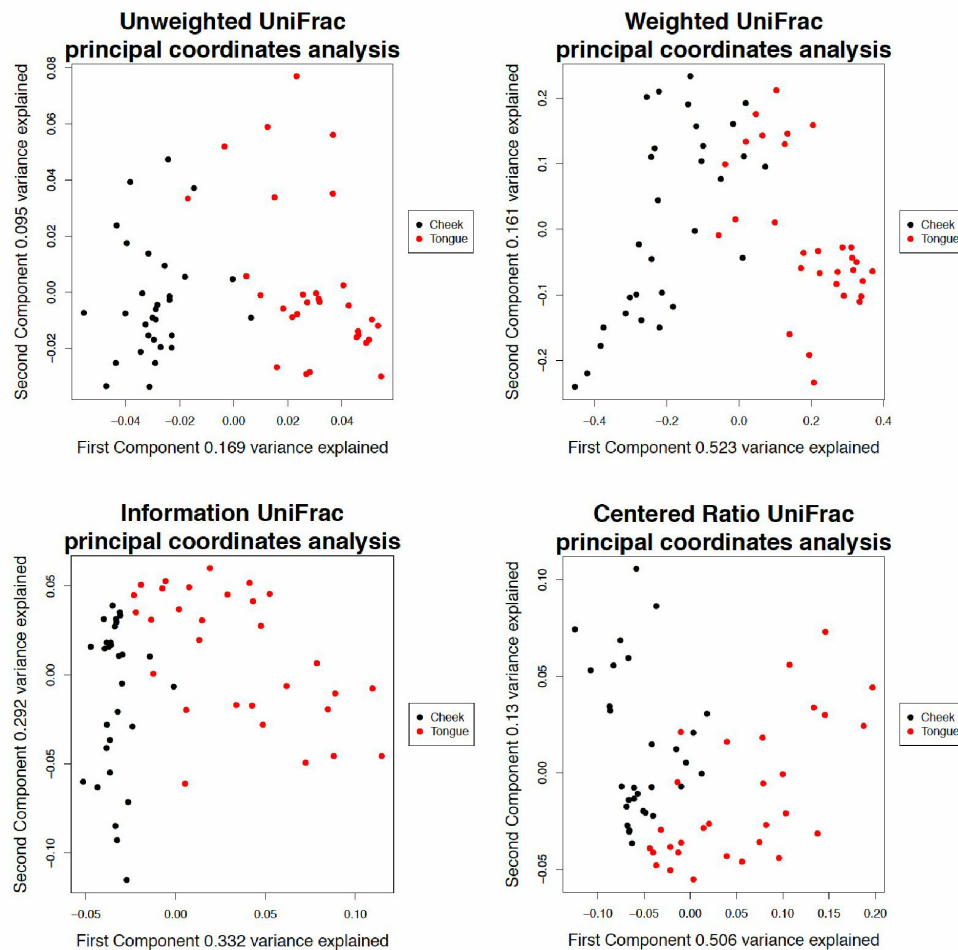 Unweighted UniFrac
principal coordinates analysis
Second Component 0.095 variance explained
0.08
0.06
0.04
0.02
0.00
−0.02
−0.04
−0.02
0.00
0.02
0.04
First Component 0.169 variance explained
Cheek
Tongue
Weighted UniFrac
principal coordinates analysis
Second Component 0.161 variance explained
0.2
0.1
0.0
−0.1
−0.2
−0.4
−0.2
0.0
0.2
0.4
First Component 0.523 variance explained
Cheek
Tongue
Information UniFrac
principal coordinates analysis
Second Component 0.292 variance explained
0.05
0.00
−0.05
−0.10
−0.05
0.00
0.05
0.10
First Component 0.332 variance explained
Cheek
Tongue
Centered Ratio UniFrac
principal coordinates analysis
Second Component 0.13 variance explained
0.10
0.05
0.00
−0.05
−0.10
−0.05
0.00
0.05
0.10
0.15
0.20
First Component 0.506 variance explained
Cheek
Tongue